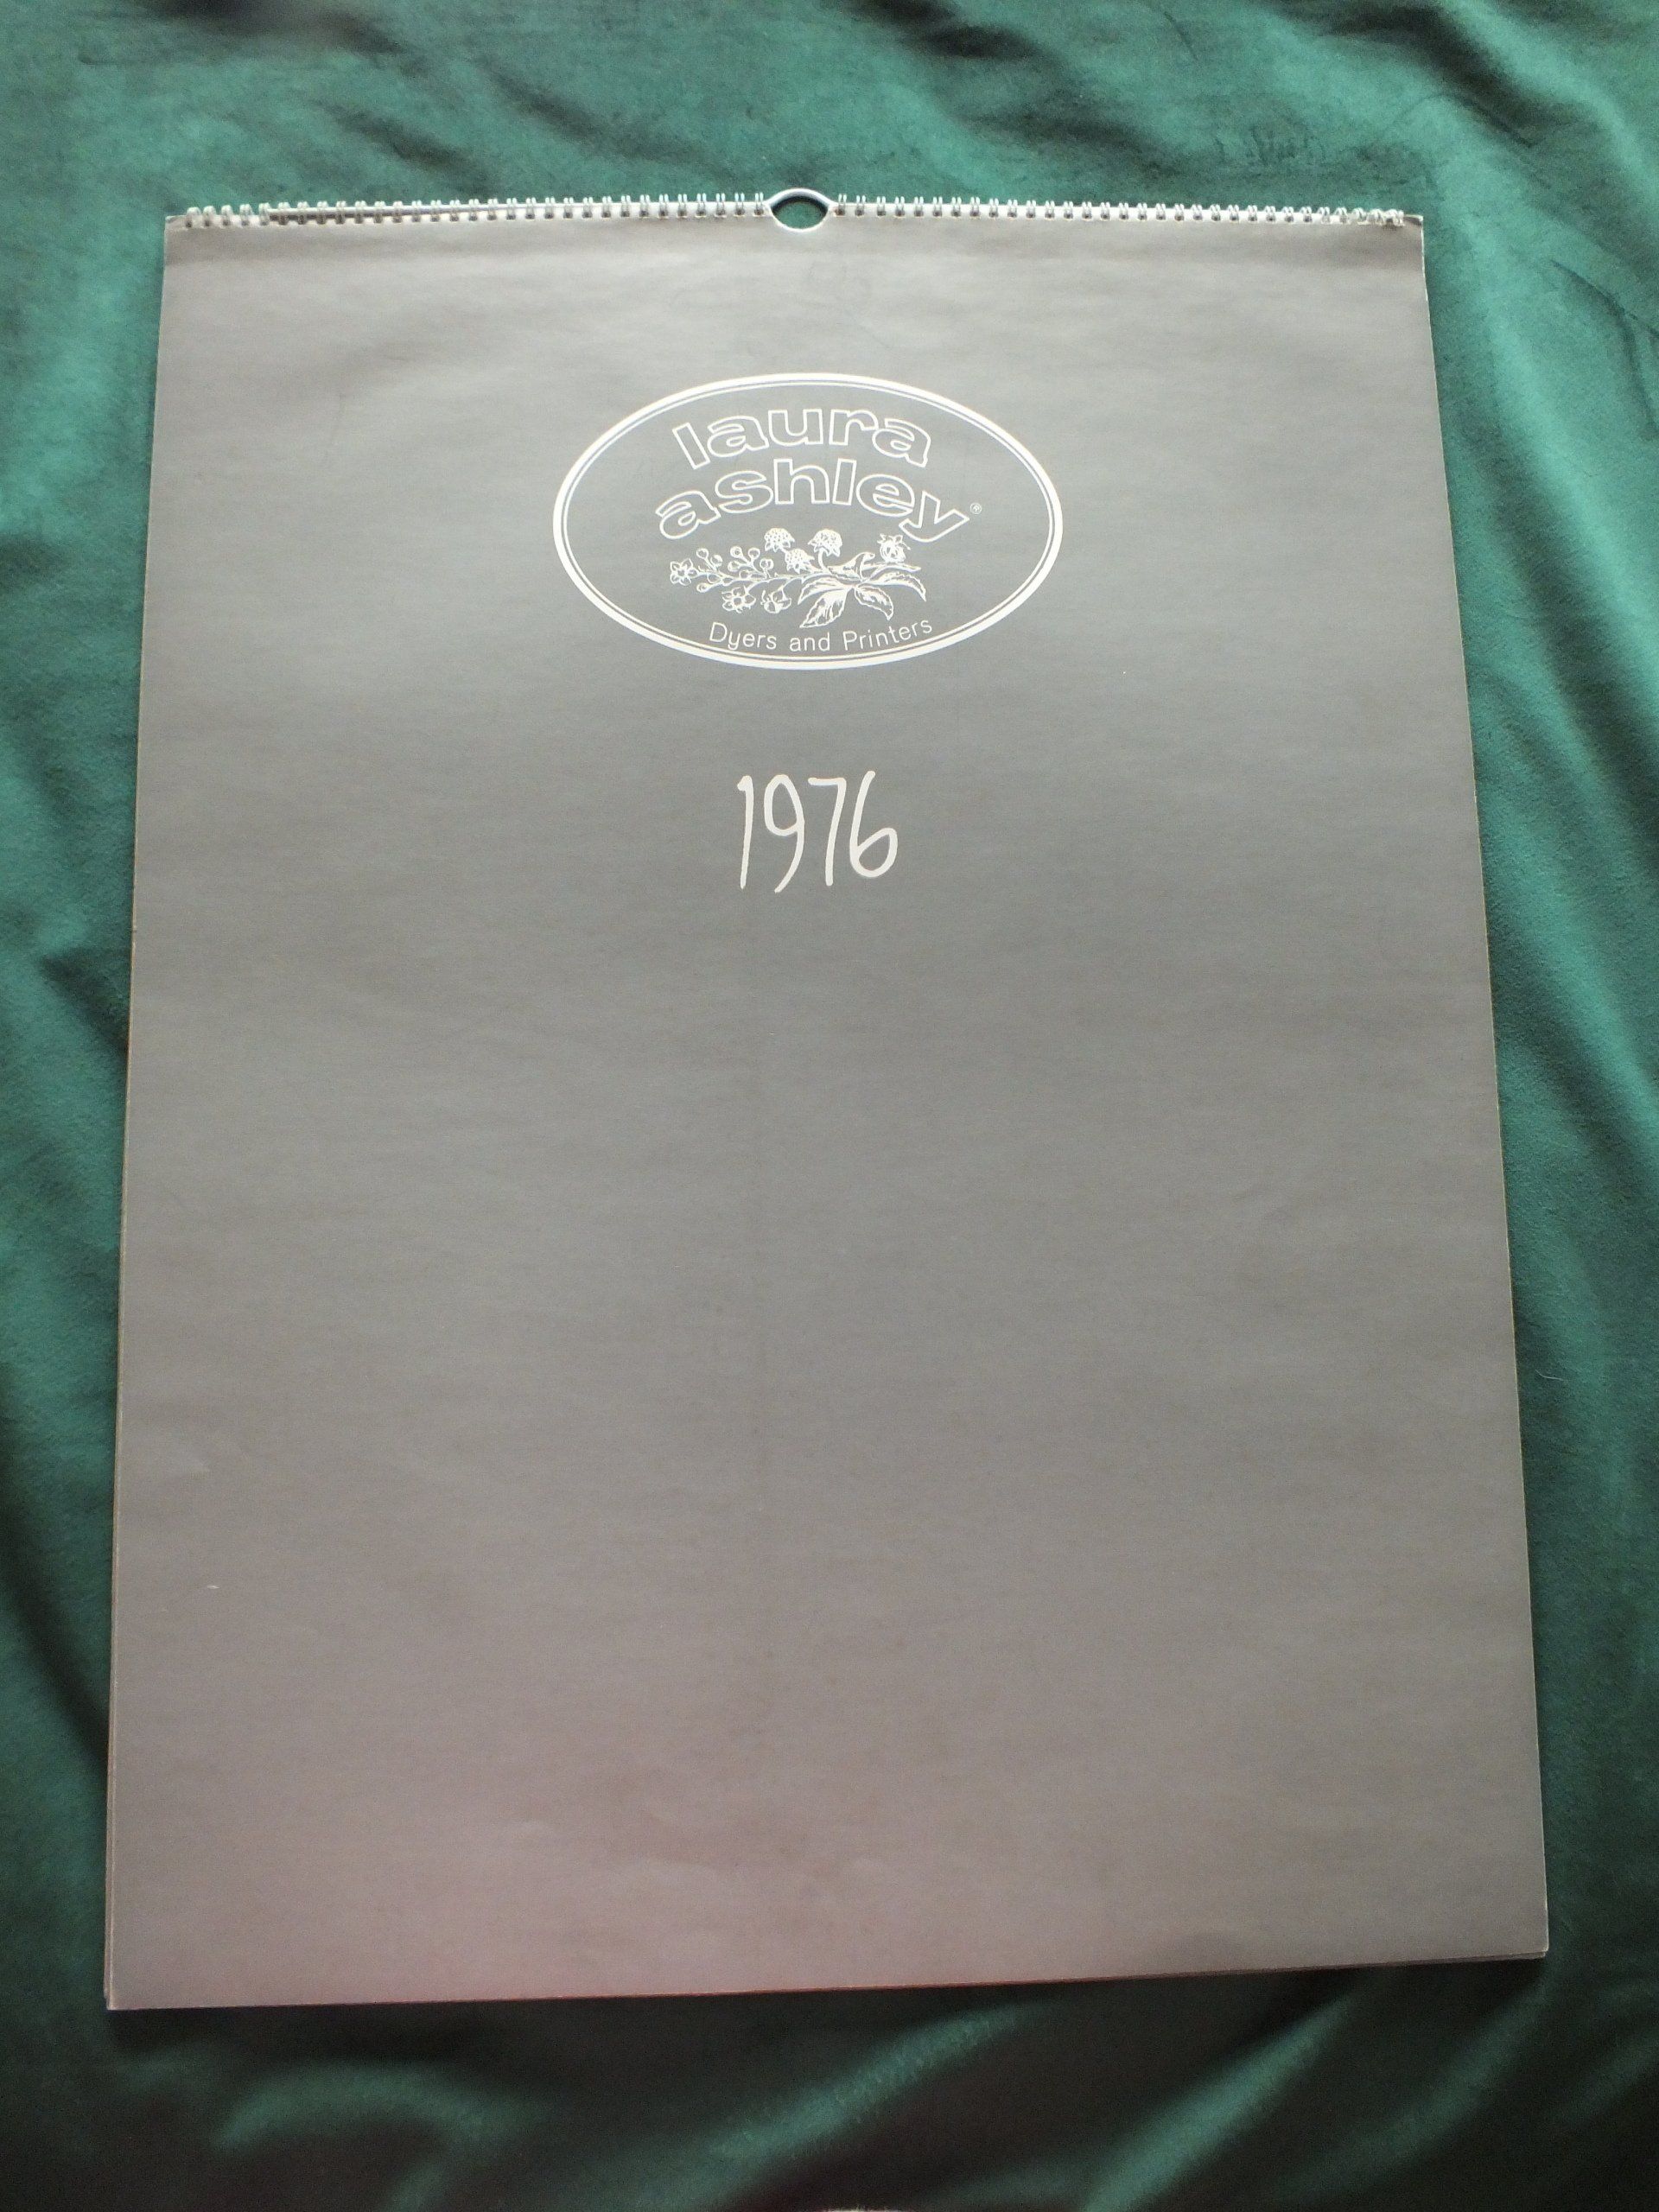 laura
ashley®
Dyers and Printers
1976